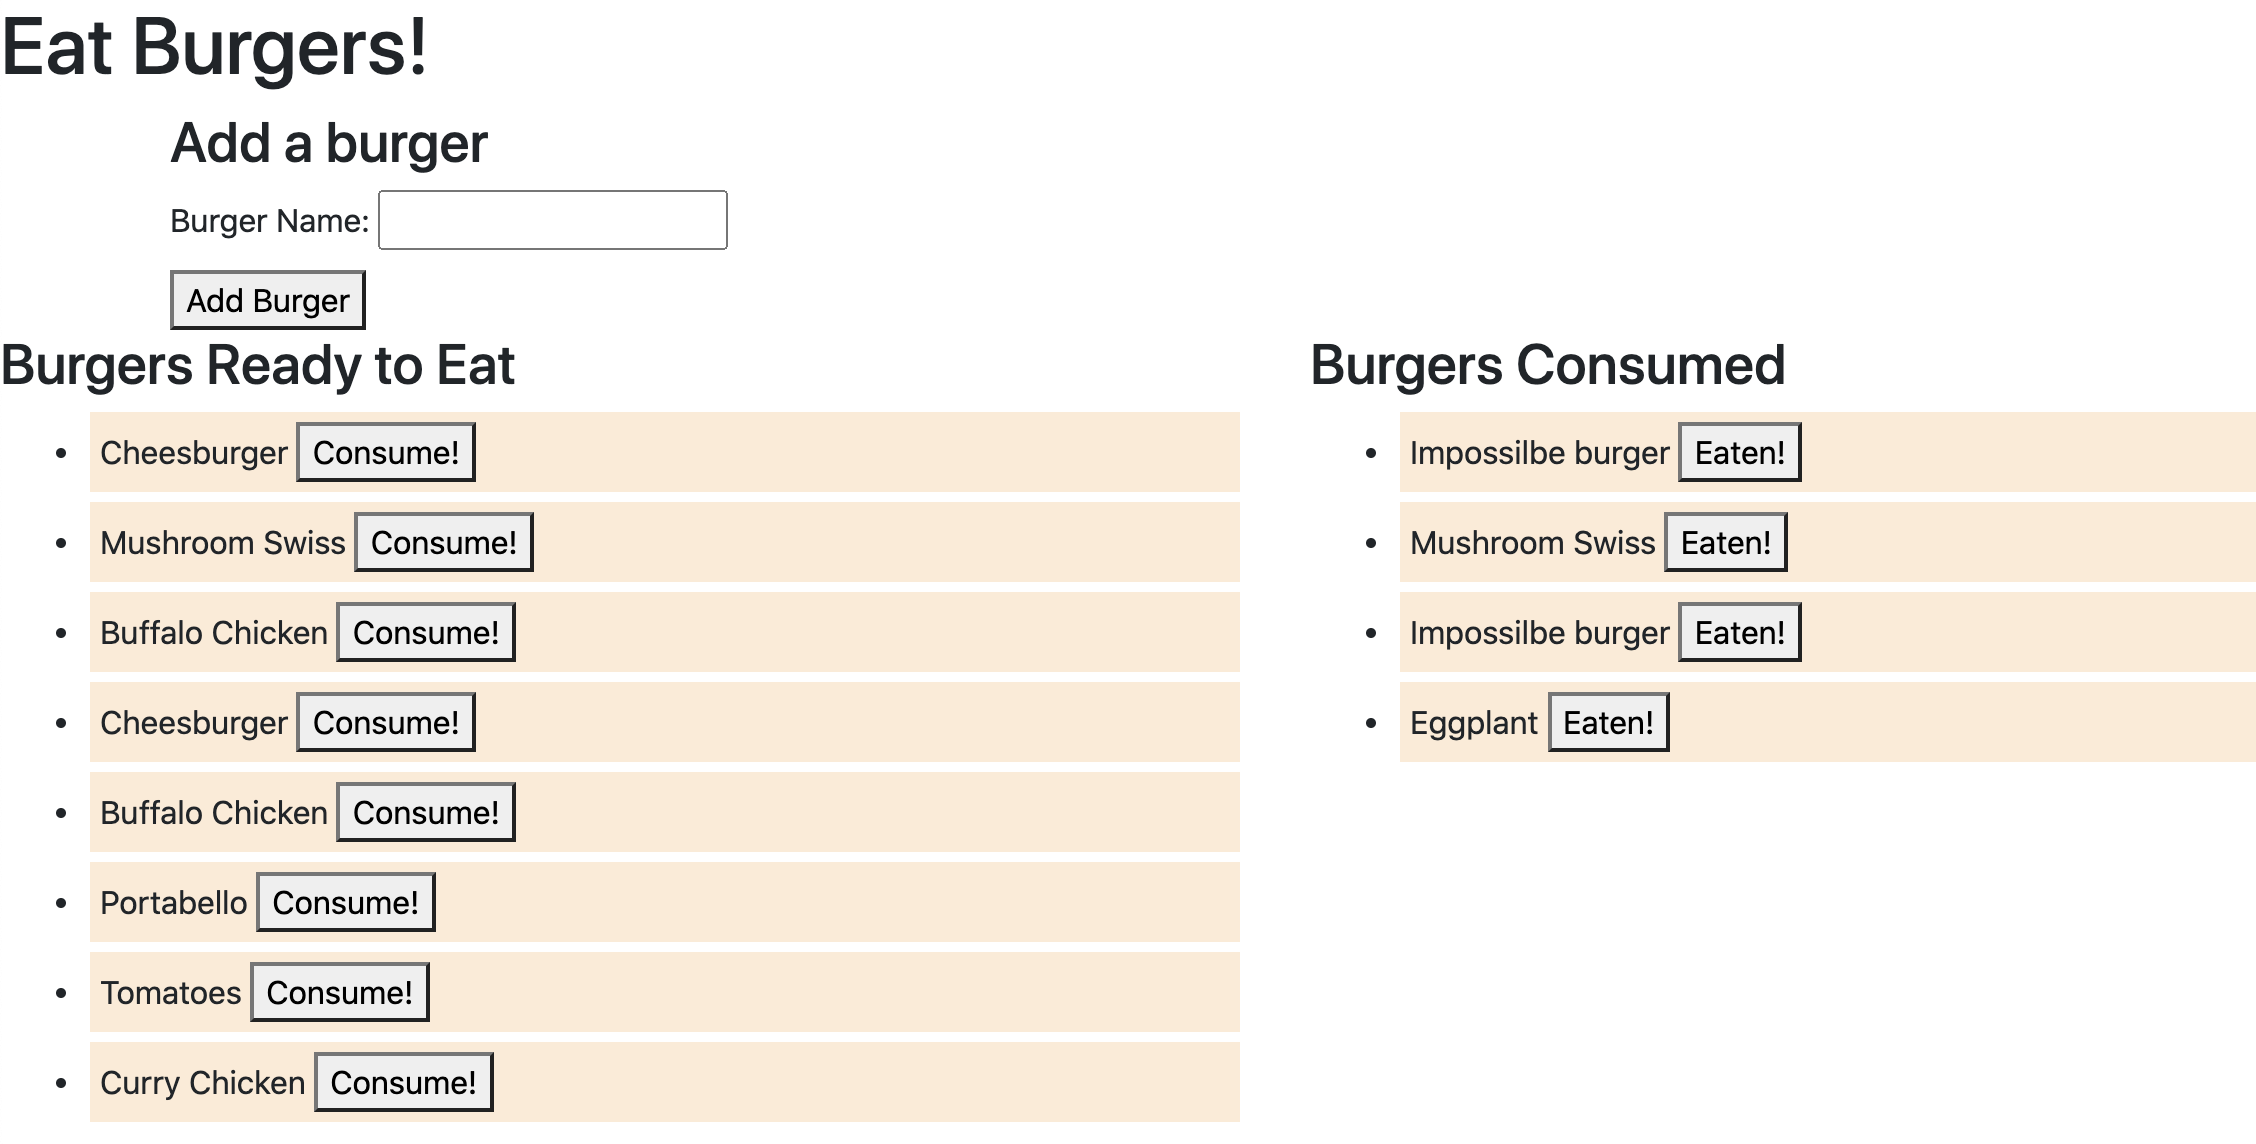 Eat Burgers!
Add a burger
Burger Name:
Add Burger
Burgers Ready to Eat
Cheesburger Consume!
Mushroom Swiss Consume!
Buffalo Chicken Consume!
Cheesburger Consume!
Buffalo Chicken Consume!
Portabello Consume!
Tomatoes Consume!
Curry Chicken Consume!
Burgers Consumed
Impossilbe burger Eaten!
Mushroom Swiss Eaten!
Impossilbe burger Eaten!
Eggplant Eaten!